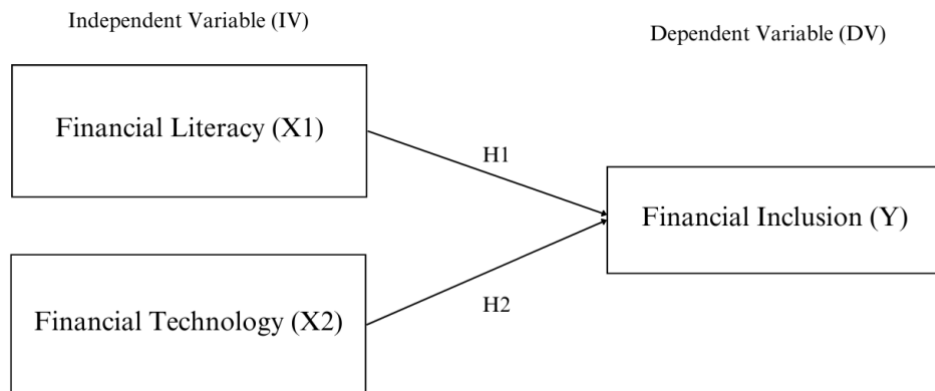 Independent Variable (IV)
Dependent Variable (DV)
Financial Literacy (X1)
H1
Financial Inclusion (Y)
H2
Financial Technology (X2)